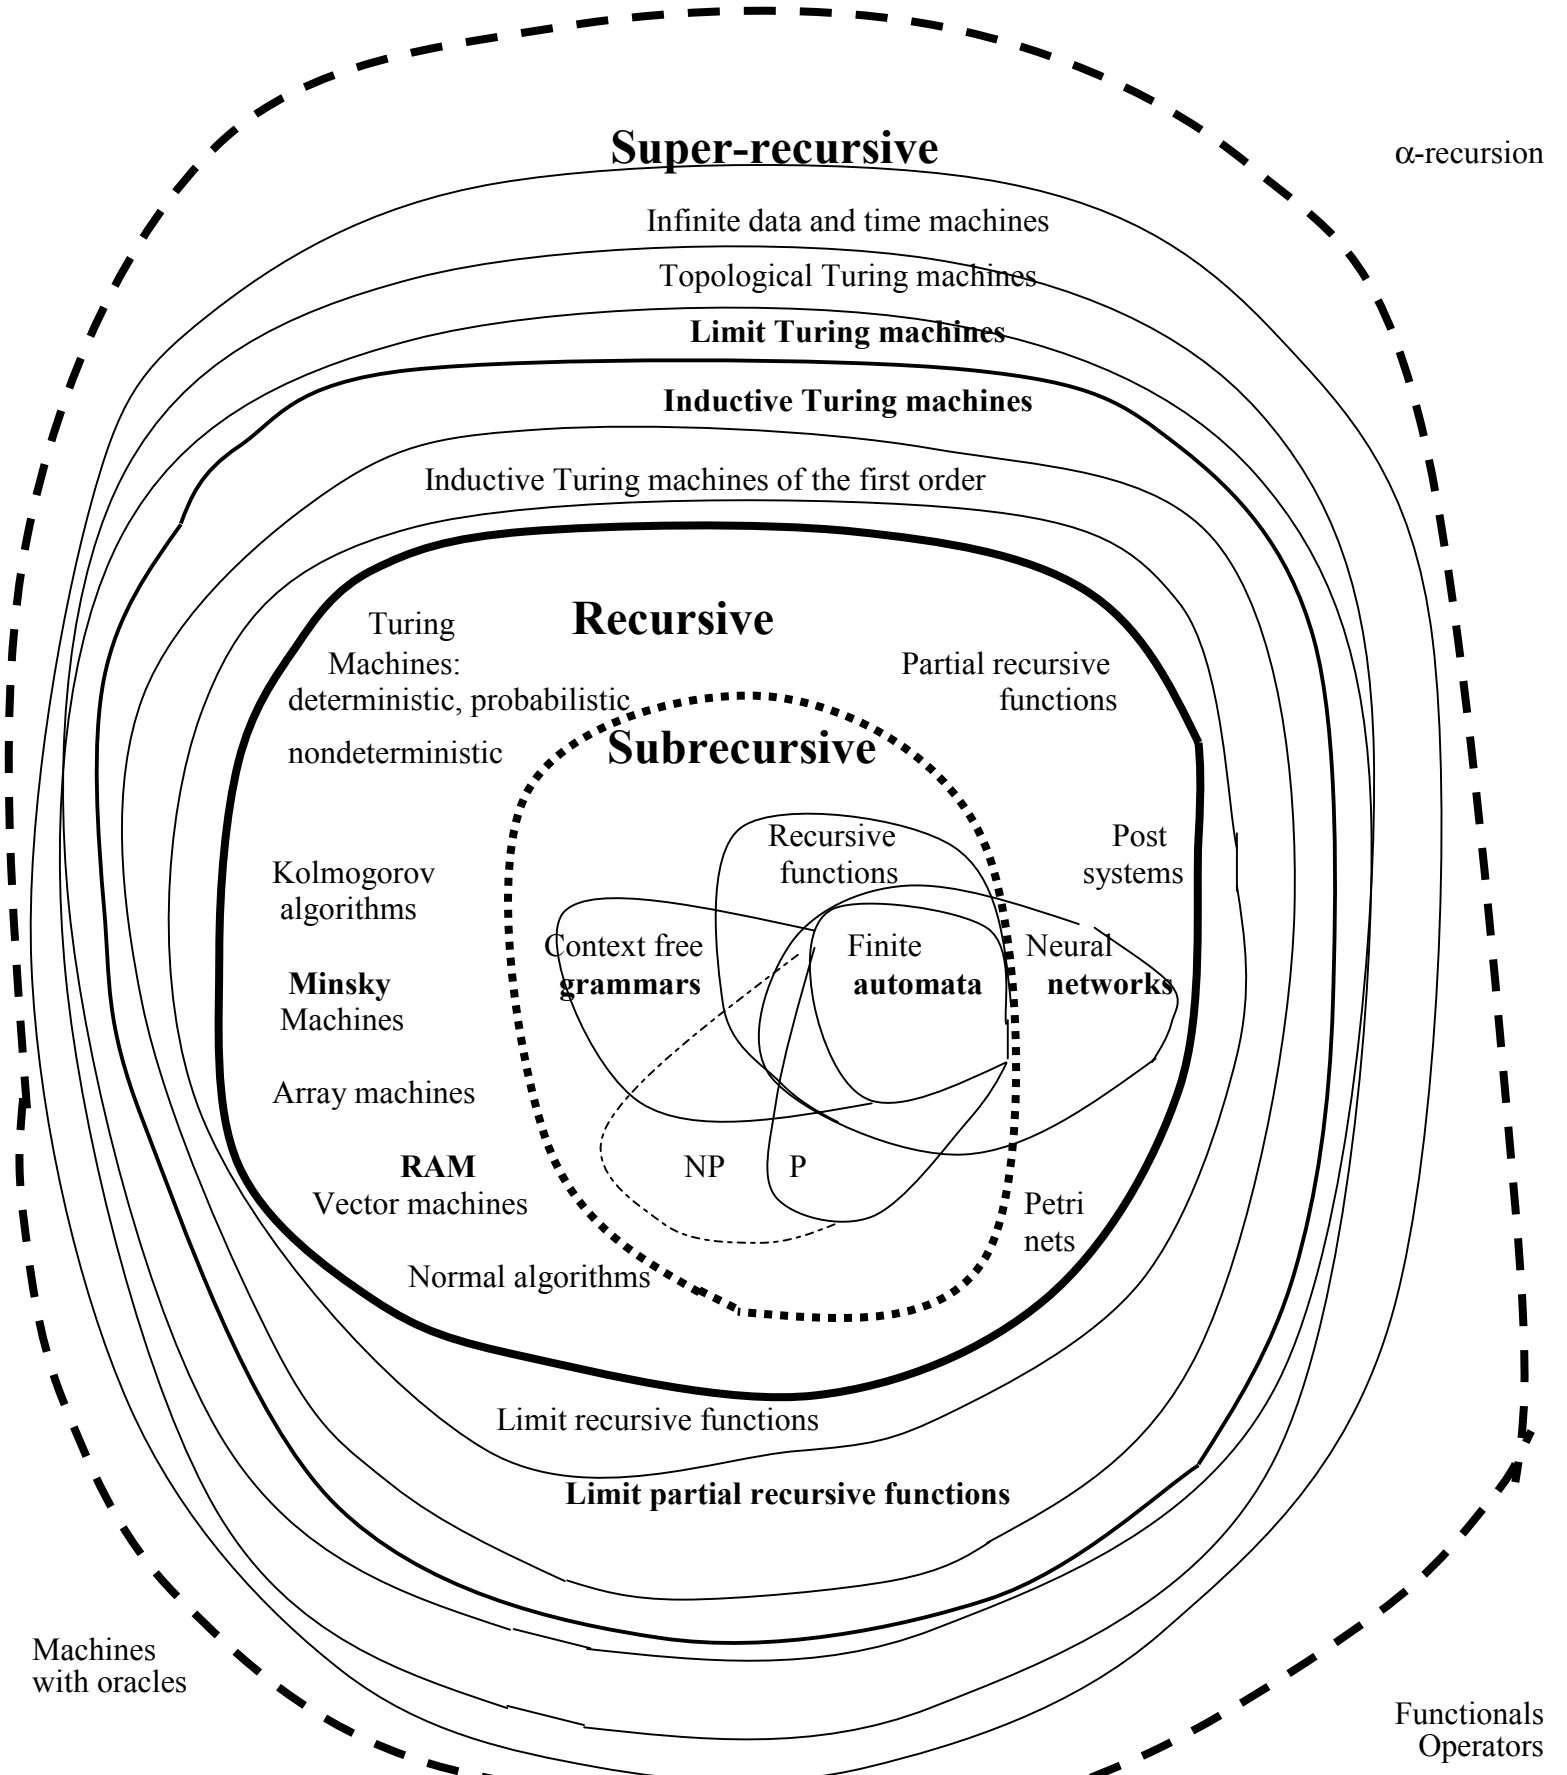 Super-recursive
α-recursion
Infinite data and time machines
Topological Turing machines
Limit Turing machines
Inductive Turing machines
Inductive Turing machines of the first order
Recursive
Turing
Machines:
deterministic, probabilistic
nondeterministic
Partial recursive
functions
Subrecursive
Recursive
functions
Post
systems
Kolmogorov
algorithms
Context free
grammars
Finite
automata
Neural
networks
Minsky
Machines
Array machines
RAM
Vector machines
NP
P
Petri
nets
Normal algorithms
Limit recursive functions
Limit partial recursive functions
Machines
with oracles
Functionals
Operators